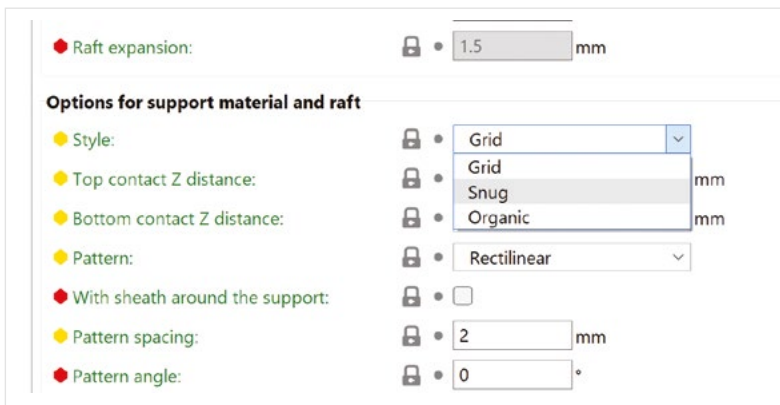 Raft expansion: 1.5 mm
Options for support material and raft
Style: Grid
Grid
Top contact Z distance: mm
Snug
Bottom contact Z distance: mm
Organic
Pattern: Rectilinear
With sheath around the support:
Pattern spacing: 2 mm
Pattern angle: 0 °